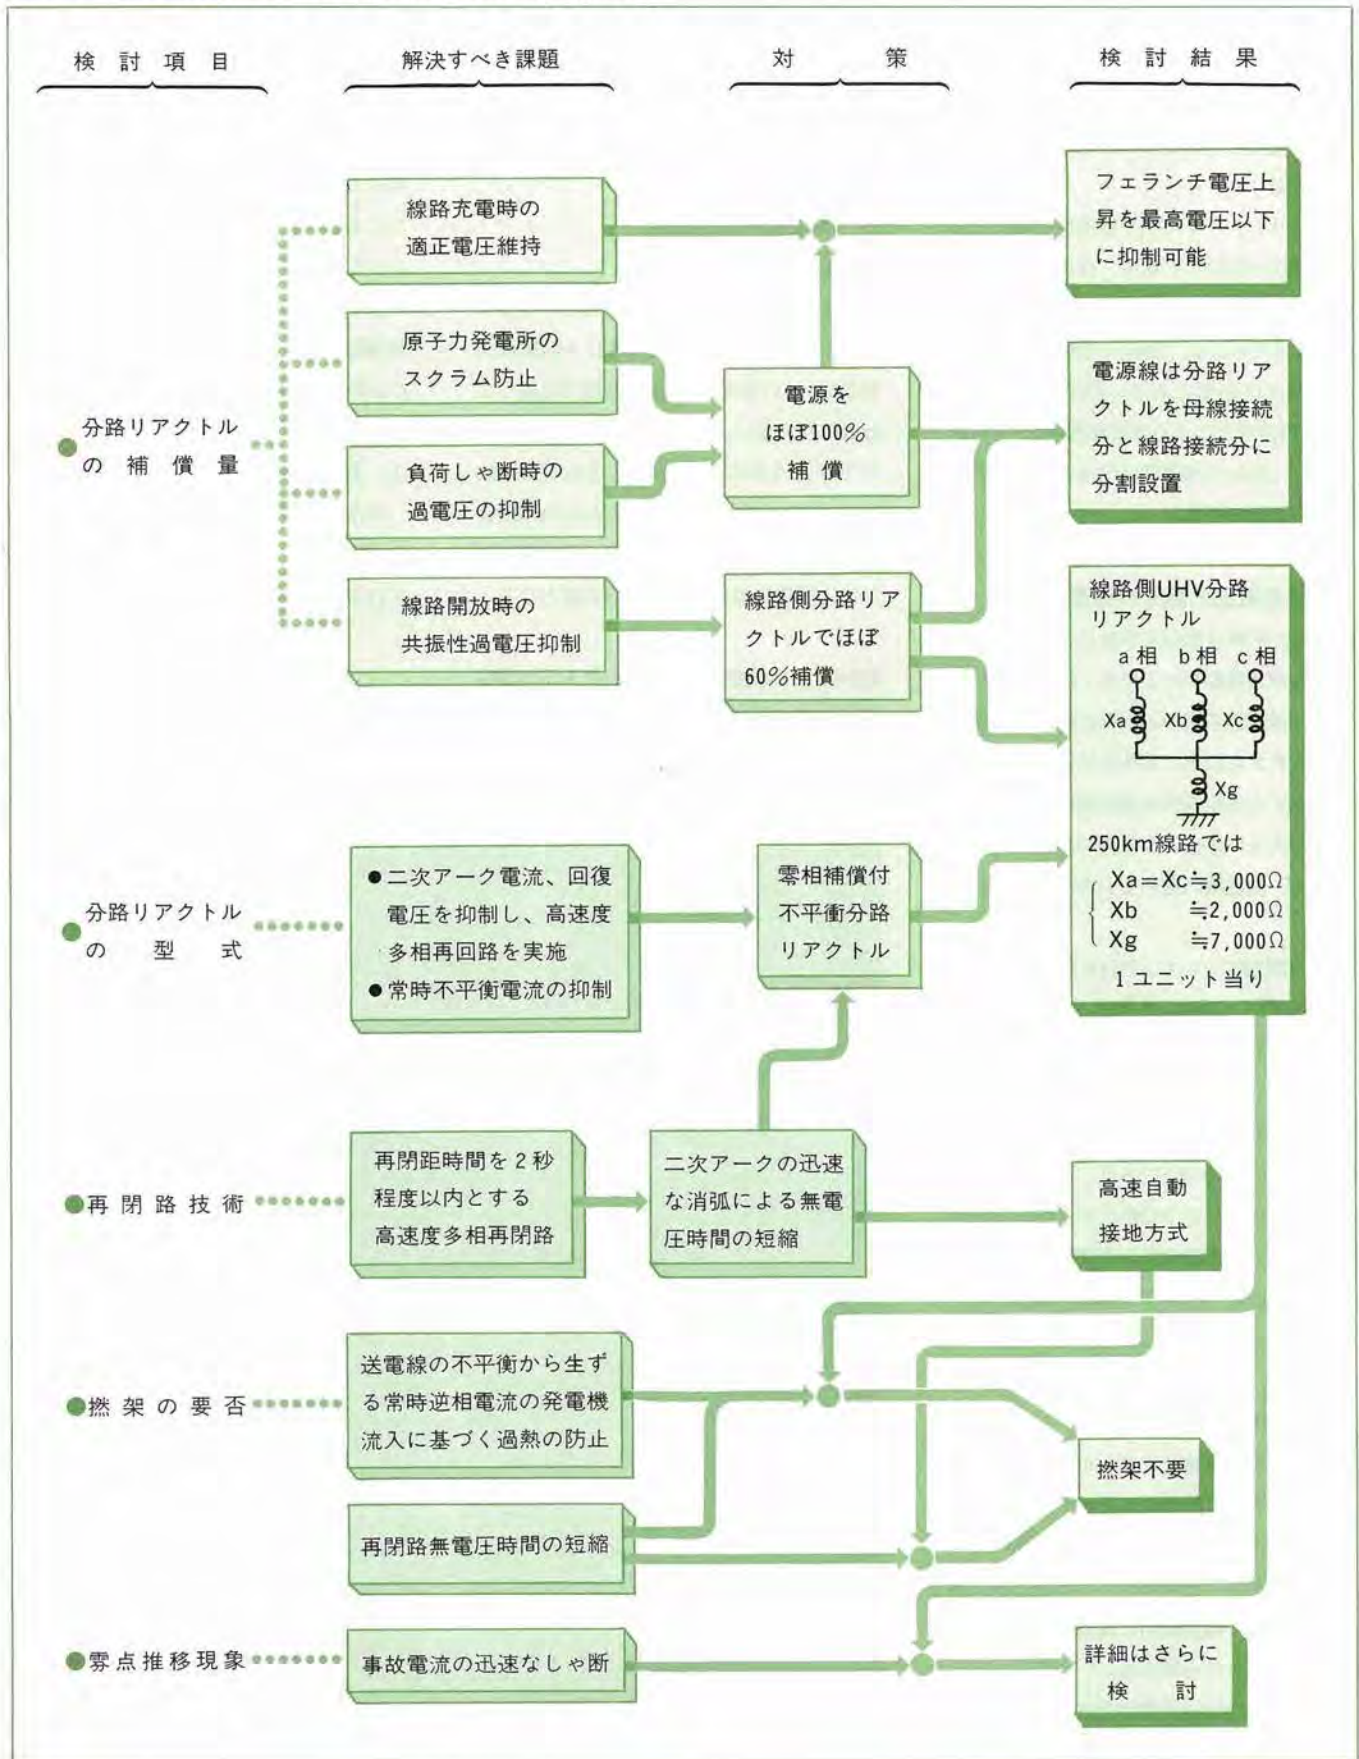 検討項目
解決すべき課題
対策
検討結果
分路リアクトル
の補償量
線路充電時の
適正電圧維持
原子力発電所の
スクラム防止
負荷しゃ断時の
過電圧の抑制
線路開放時の
共振性過電圧抑制
電源を
ほぼ100%
補償
線路側分路リア
クトルでほぼ
60%補償
フェランチ電圧上
昇を最高電圧以下
に抑制可能
電源線は分路リア
クトルを母線接続
分と線路接続分に
分割設置
線路側UHV分路
リアクトル
a相 b相 c相
Xa Xb Xc
Xg
250km線路では
Xa=Xc≒3,000Ω
Xb ≒2,000Ω
Xg ≒7,000Ω
1ユニット当り
分路リアクトル
の型式
●二次アーク電流、回復
電圧を抑制し、高速度
多相再回路を実施
●常時不平衡電流の抑制
零相補償付
不平衡分路
リアクトル
再閉路技術
再閉距時間を2秒
程度以内とする
高速度多相再閉路
二次アークの迅速
な消弧による無電
圧時間の短縮
高速自動
接地方式
撚架の要否
送電線の不平衡から生ず
る常時逆相電流の発電機
流入に基づく過熱の防止
再閉路無電圧時間の短縮
撚架不要
雰点推移現象
事故電流の迅速なしゃ断
詳細はさらに
検討